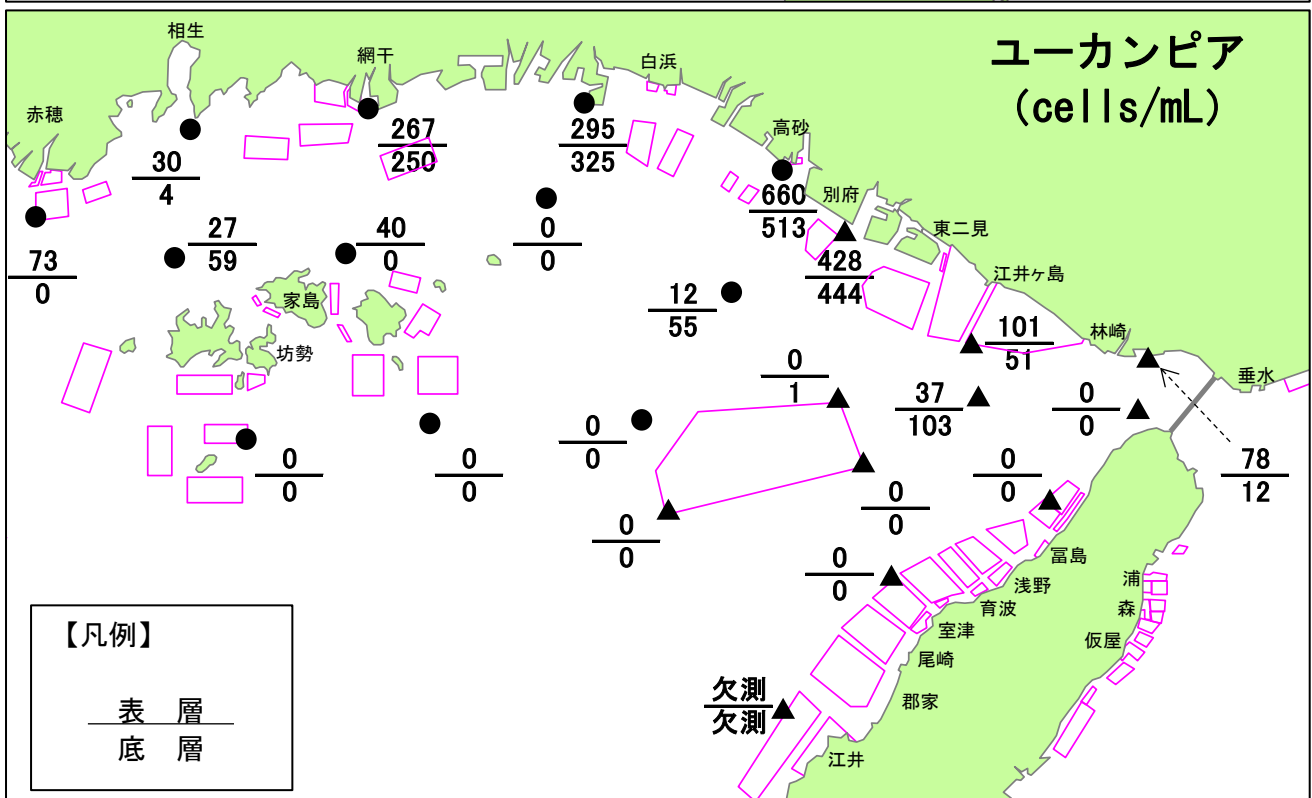 ユーカンピア
(cells/mL)
相生
網干
白浜
赤穂
高砂
別府
東二見
江井ヶ島
林崎
垂水
家島
坊勢
267
250
295
325
30
4
660
513
27
59
40
0
0
0
73
0
428
444
12
55
101
51
0
1
37
103
0
0
78
12
0
0
0
0
0
0
0
0
0
0
0
0
0
0
冨島
浅野
育波
室津
尾崎
郡家
江井
浦
森
仮屋
欠測
欠測
【凡例】
表 層
底 層